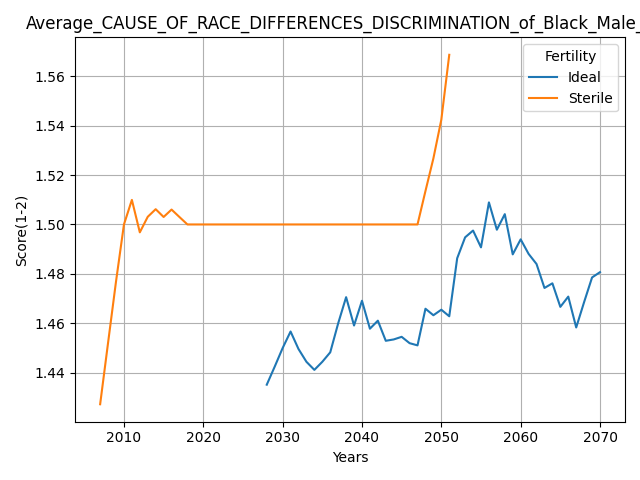 Average_CAUSE_OF_RACE_DIFFERENCES_DISCRIMINATION_of_Black_Male_
Fertility
Ideal
Sterile
Score(1-2)
1.56
1.54
1.52
1.50
1.48
1.46
1.44
2010 2020 2030 2040 2050 2060 2070
Years